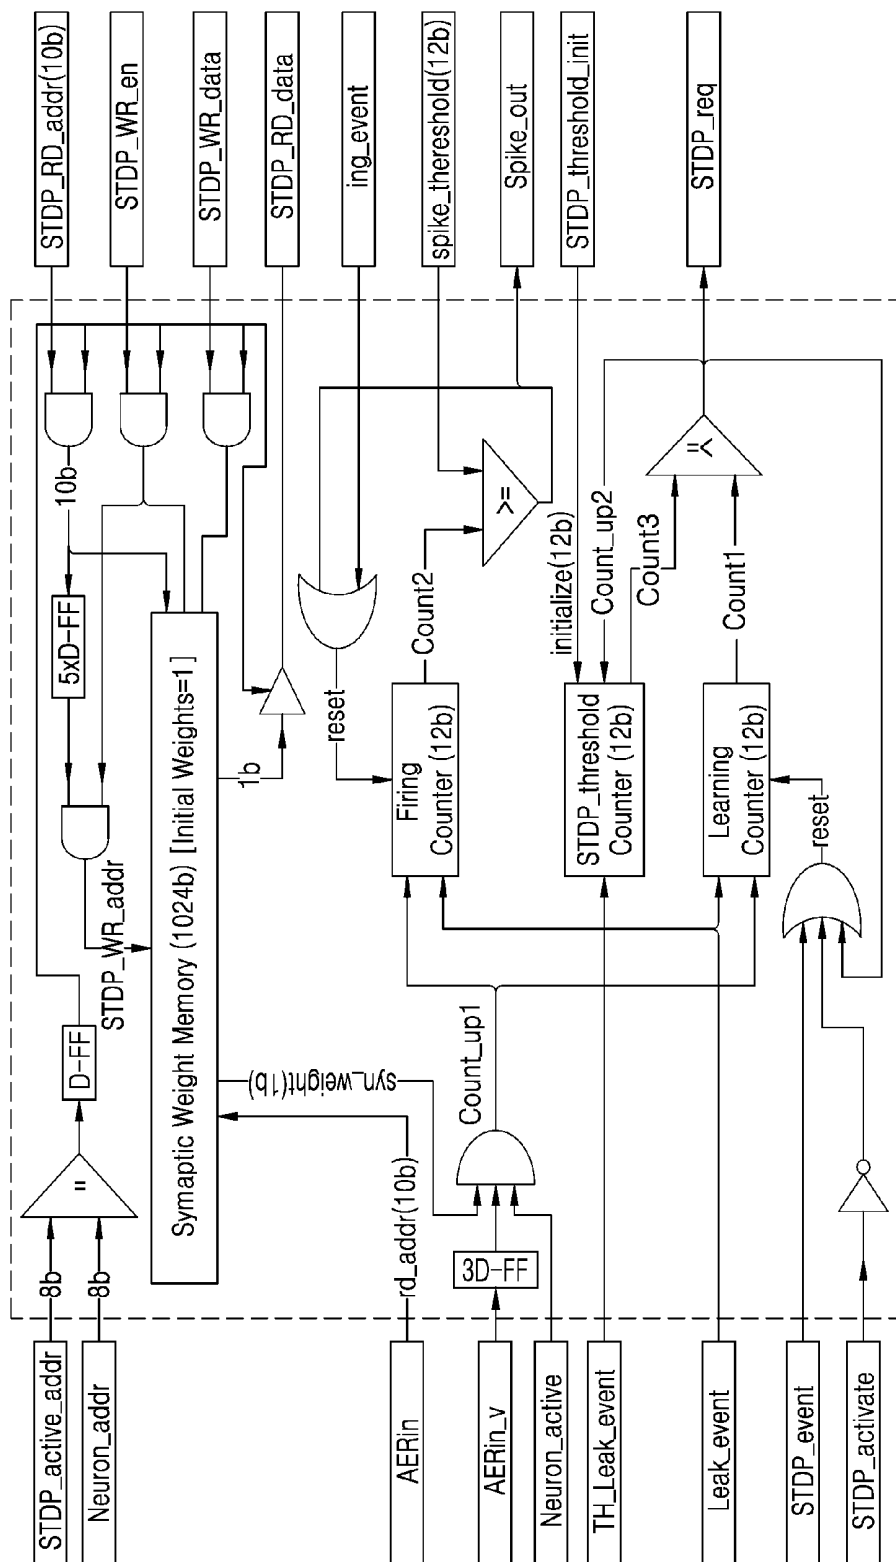 STDP_active_addr
Neuron_addr
AERin
AERin_v
Neuron_active
TH_Leak_event
Leak_event
STDP_event
STDP_activate
8b
8b
=
D-FF
STDP_WR_addr
5xD-FF
10b
Symaptic Weight Memory (1024b) [Initial Weights=1]
rd_addr(10b)
syn_weight(1b)
1b
3D-FF
Count_up1
reset
Firing
Counter (12b)
Count2
>=
initialize(12b)
Count_up2
STDP_threshold
Counter (12b)
Count3
Learning
Counter (12b)
Count1
reset
>=
STDP_RD_addr(10b)
STDP_WR_en
STDP_WR_data
STDP_RD_data
ing_event
spike_thereshold(12b)
Spike_out
STDP_threshold_init
STDP_req